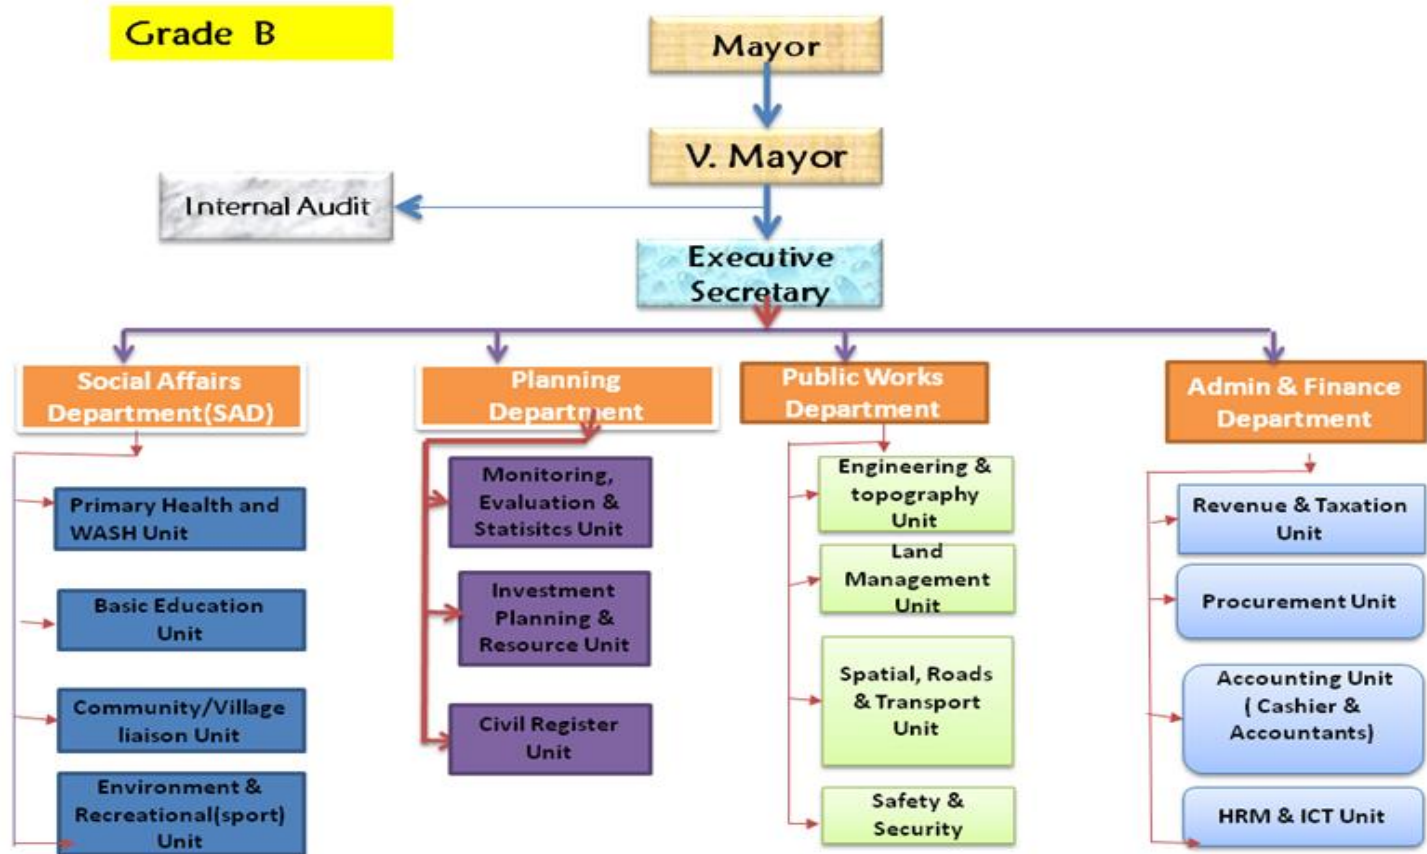 Grade B
Mayor
V. Mayor
Internal Audit
Executive
Secretary
Social Affairs
Department(SAD)
Planning
Department
Public Works
Department
Admin & Finance
Department
Primary Health and
WASH Unit
Basic Education
Unit
Community/Village
liaison Unit
Environment &
Recreational(sport)
Unit
Monitoring,
Evaluation &
Statisitcs Unit
Investment
Planning &
Resource Unit
Civil Register
Unit
Engineering &
topography
Unit
Land
Management
Unit
Spatial, Roads
& Transport
Unit
Safety &
Security
Revenue & Taxation
Unit
Procurement Unit
Accounting Unit
( Cashier &
Accountants)
HRM & ICT Unit